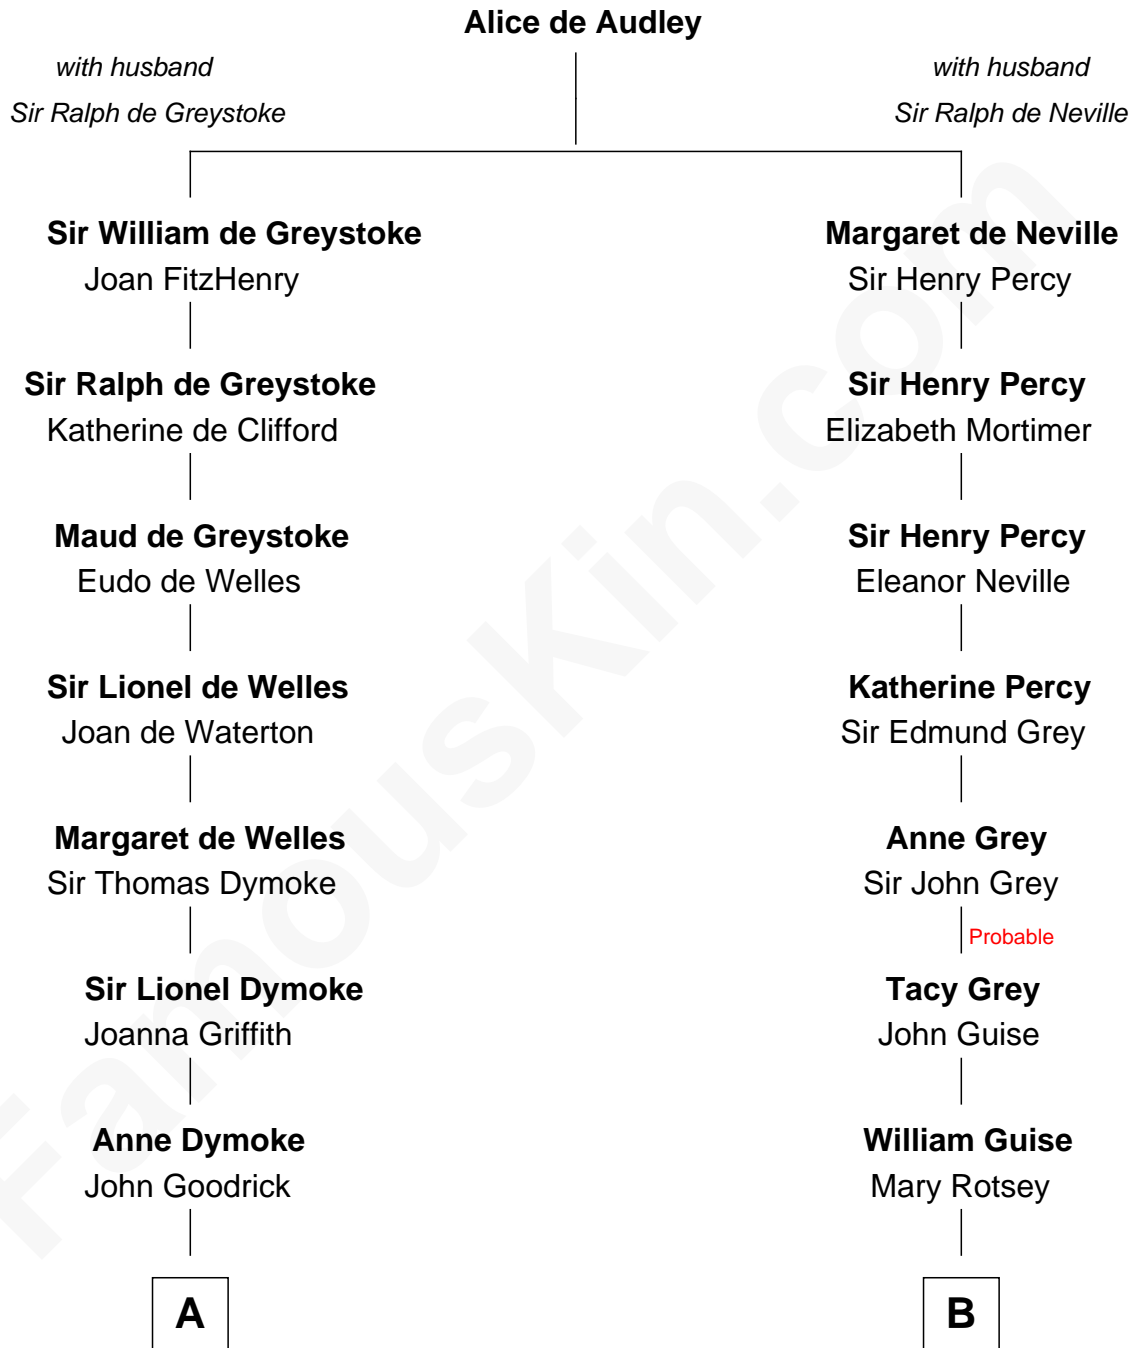 Alice de Audley
with husband
Sir Ralph de Greystoke
with husband
Sir Ralph de Neville
Sir William de Greystoke
Joan FitzHenry
Margaret de Neville
Sir Henry Percy
Sir Ralph de Greystoke
Katherine de Clifford
Sir Henry Percy
Elizabeth Mortimer
Maud de Greystoke
Eudo de Welles
Sir Henry Percy
Eleanor Neville
Sir Lionel de Welles
Joan de Waterton
Katherine Percy
Sir Edmund Grey
Margaret de Welles
Sir Thomas Dymoke
Anne Grey
Sir John Grey
Probable
Sir Lionel Dymoke
Joanna Griffith
Tacy Grey
John Guise
Anne Dymoke
John Goodrick
William Guise
Mary Rotsey
A
B
FamousKin.com